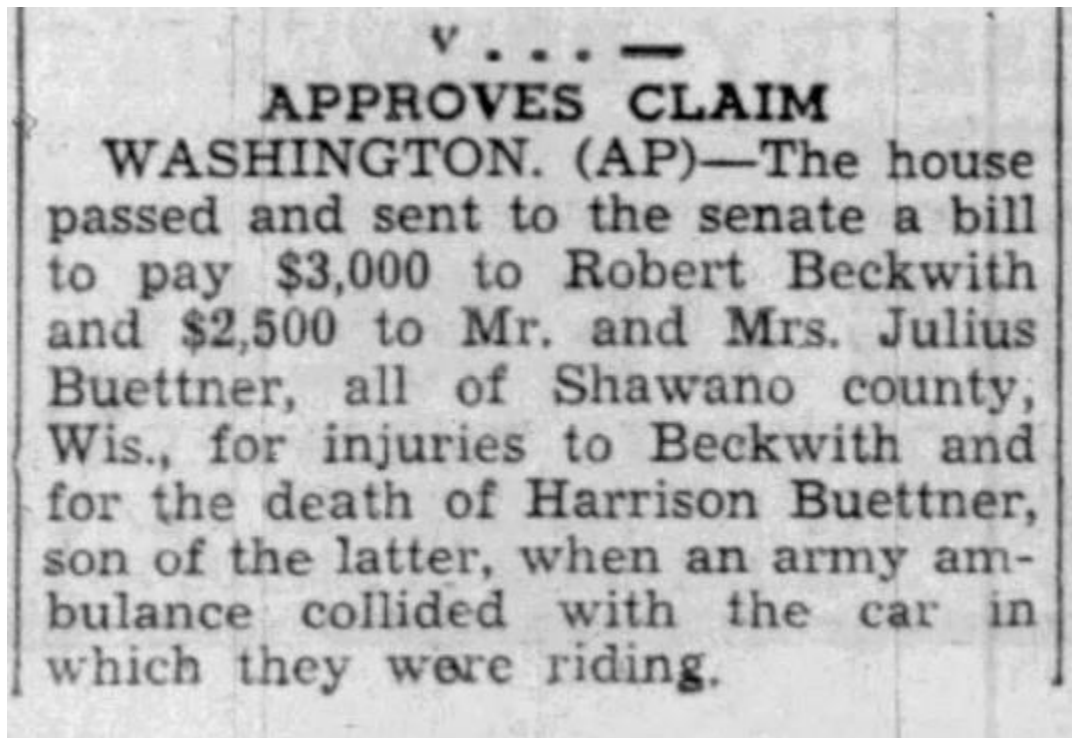 V...—
APPROVES CLAIM
WASHINGTON. (AP)—The house
passed and sent to the senate a bill
to pay $3,000 to Robert Beckwith
and $2,500 to Mr. and Mrs. Julius
Buettner, all of Shawano county,
Wis., for injuries to Beckwith and
for the death of Harrison Buettner,
son of the latter, when an army am-
bulance collided with the car in
which they were riding.